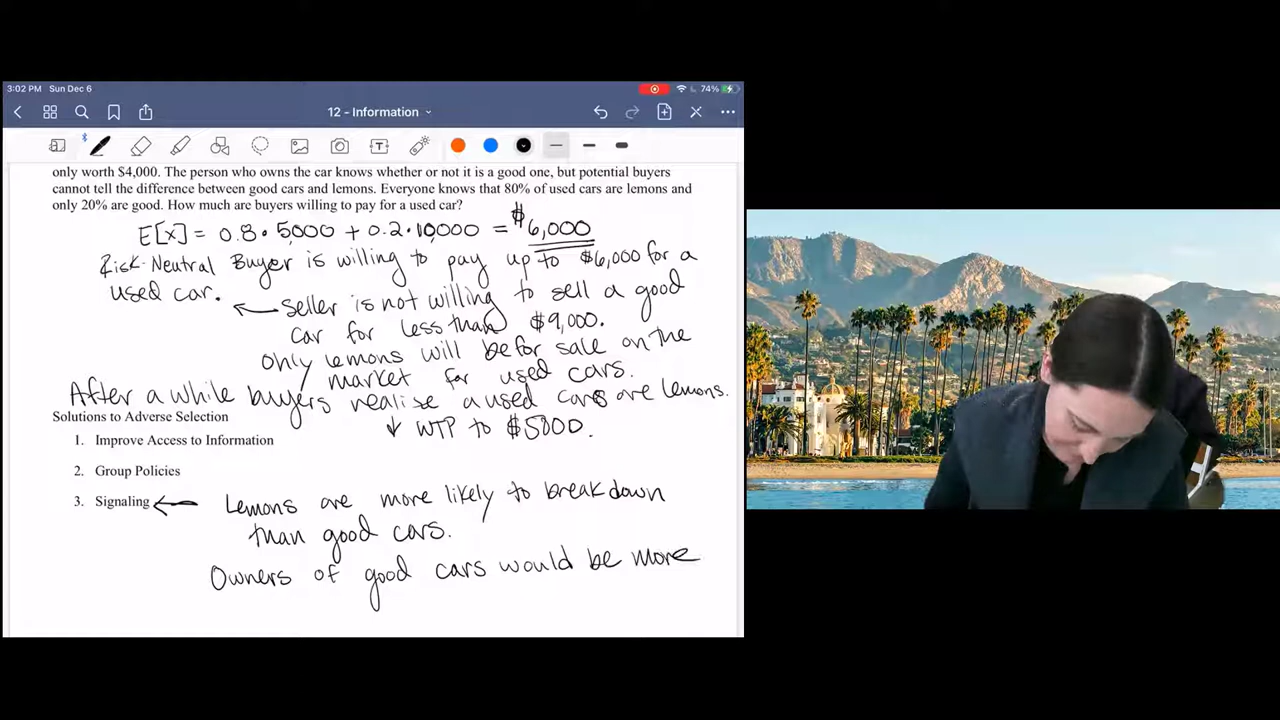 3:02 PM Sun Dec 6
74%
12 - Information
only worth $4,000. The person who owns the car knows whether or not it is a good one, but potential buyers
cannot tell the difference between good cars and lemons. Everyone knows that 80% of used cars are lemons and
only 20% are good. How much are buyers willing to pay for a used car?
E[x] = 0.8 • 5,000 + 0.2 • 10,000 = $6,000
Risk-Neutral Buyer is willing to pay up to $6,000 for a
used car.
seller is not willing to sell a good
car for less than $9,000.
only lemons will be for sale on the
market for used cars.
After a while buyers realize a used cars are lemons.
↓ WTP to $5000.
Solutions to Adverse Selection
1. Improve Access to Information
2. Group Policies
3. Signaling
Lemons are more likely to breakdown
than good cars.
Owners of good cars would be more